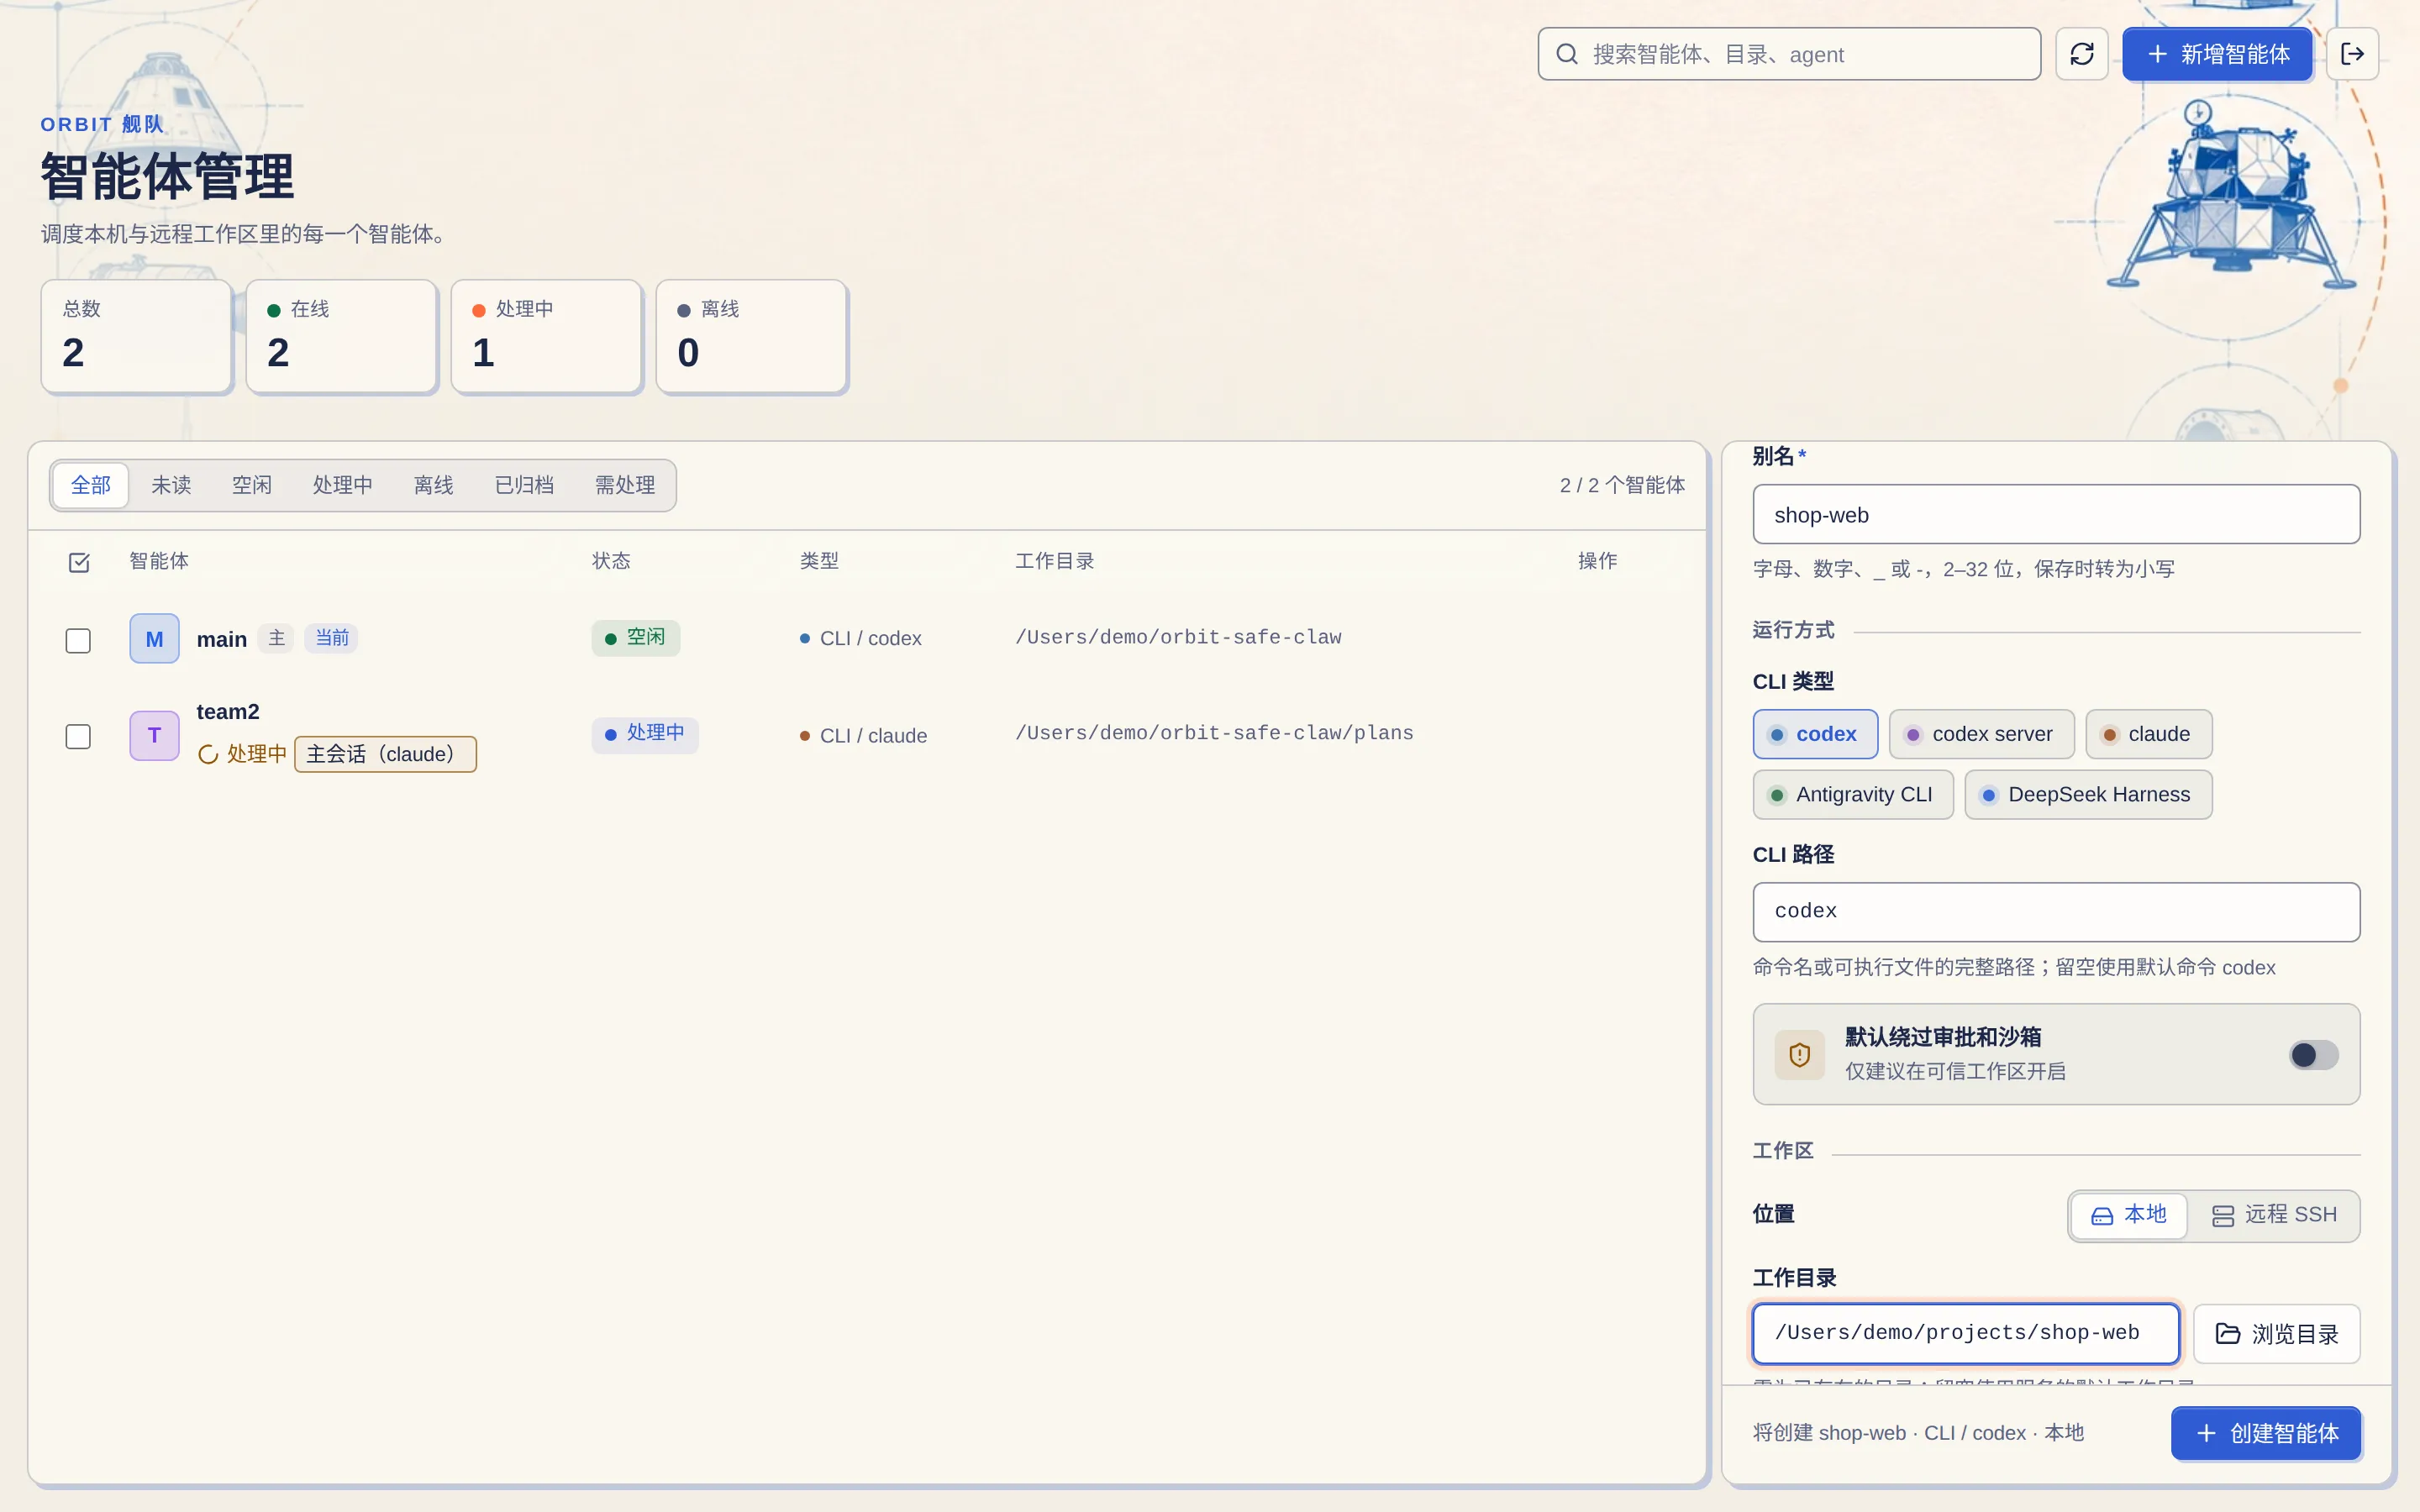 搜索智能体、目录、agent
新增智能体
ORBIT 舰队
智能体管理
调度本机与远程工作区里的每一个智能体。
总数 在线 处理中 离线
2 2 1 0
全部 未读 空闲 处理中 离线 已归档 需处理 2 / 2 个智能体
智能体 状态 类型 工作目录 操作
M main 主 当前 空闲 CLI / codex /Users/demo/orbit-safe-claw
T team2 处理中 CLI / claude /Users/demo/orbit-safe-claw/plans
处理中 主会话（claude）
别名*
shop-web
字母、数字、_ 或 -，2–32 位，保存时转为小写
运行方式
CLI 类型
codex codex server claude
Antigravity CLI DeepSeek Harness
CLI 路径
codex
命令名或可执行文件的完整路径；留空使用默认命令 codex
默认绕过审批和沙箱
仅建议在可信工作区开启
工作区
位置 本地 远程 SSH
工作目录
/Users/demo/projects/shop-web 浏览目录
将创建 shop-web · CLI / codex · 本地 创建智能体